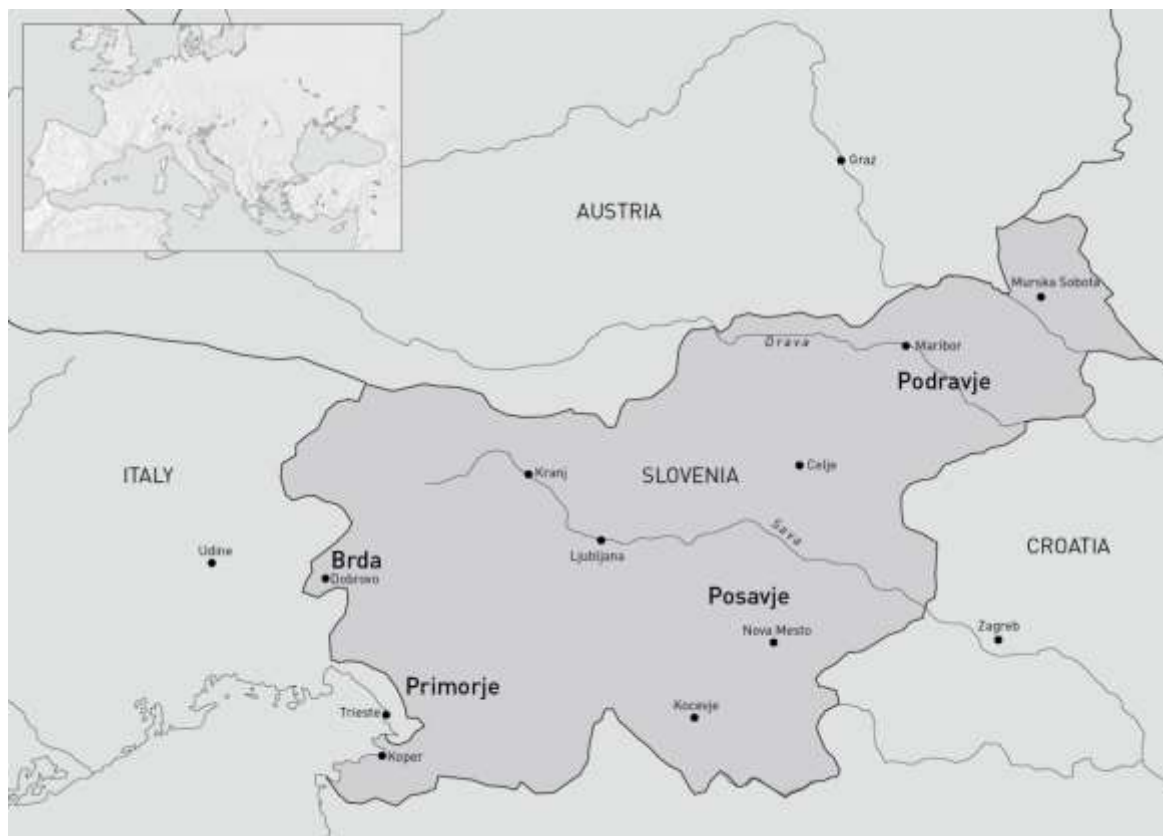 Graz
AUSTRIA
Murska Sobota
Drava
Maribor
Podravje
ITALY
Kranj
SLOVENIA
Celje
Udine
Ljubljana
Sava
CROATIA
Brda
Dobrovo
Posavje
Nova Mesto
Zagreb
Primorje
Trieste
Kocevje
Koper